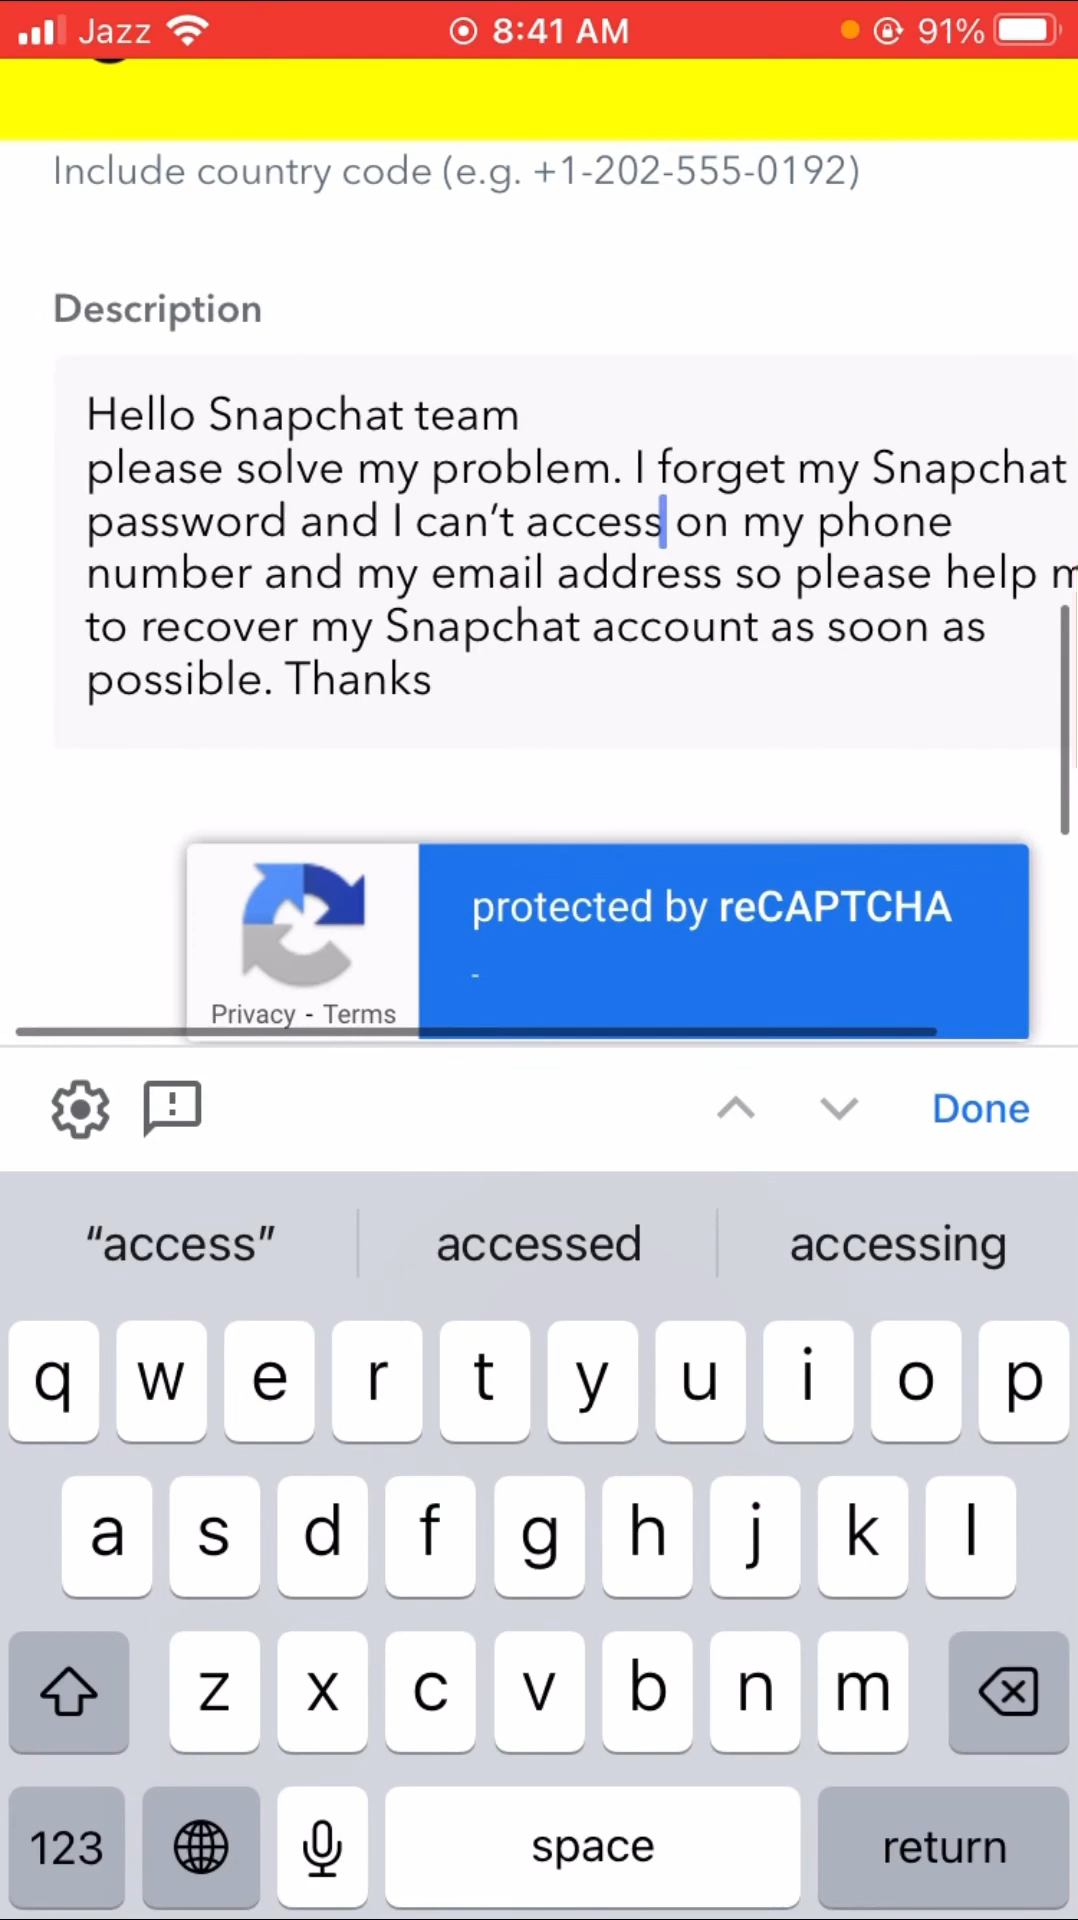 Jazz 8:41 AM 91%
Include country code (e.g. +1-202-555-0192)
Description
Hello Snapchat team
please solve my problem. I forget my Snapchat
password and I can’t access on my phone
number and my email address so please help m
to recover my Snapchat account as soon as
possible. Thanks
protected by reCAPTCHA
-
Privacy - Terms
Done
“access” accessed accessing
q w e r t y u i o p
a s d f g h j k l
z x c v b n m
123 space return